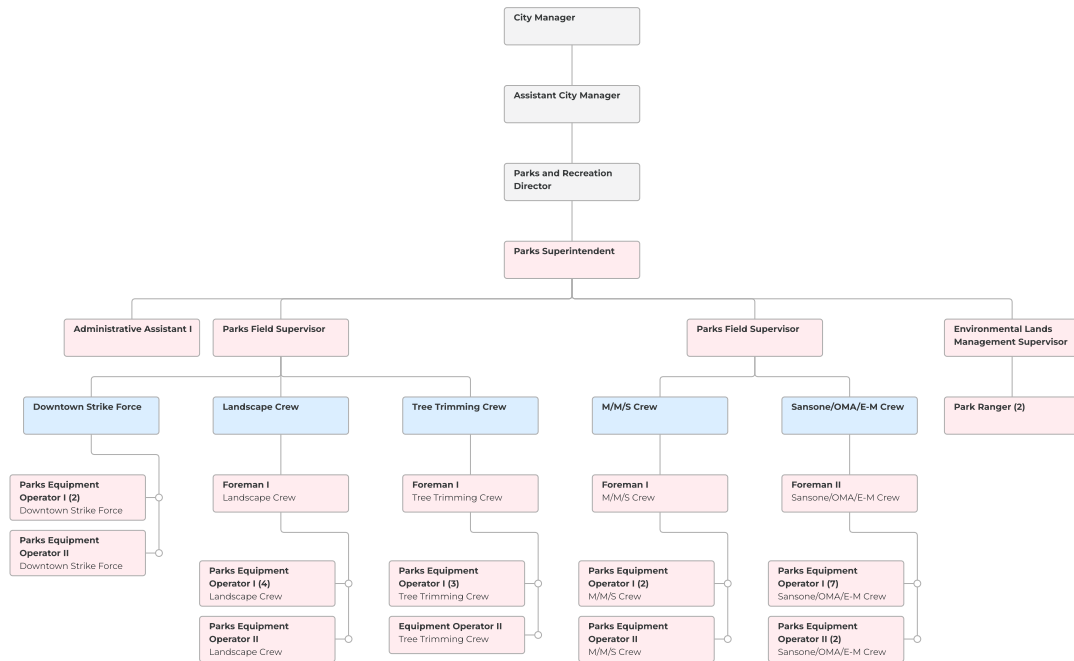 City Manager
Assistant City Manager
Parks and Recreation
Director
Parks Superintendent
Administrative Assistant I
Parks Field Supervisor
Parks Field Supervisor
Environmental Lands
Management Supervisor
Downtown Strike Force
Landscape Crew
Tree Trimming Crew
M/M/S Crew
Sansone/OMA/E-M Crew
Park Ranger (2)
Parks Equipment
Operator I (2)
Downtown Strike Force
Parks Equipment
Operator II
Downtown Strike Force
Foreman I
Landscape Crew
Parks Equipment
Operator I (4)
Landscape Crew
Parks Equipment
Operator II
Landscape Crew
Foreman I
Tree Trimming Crew
Parks Equipment
Operator I (3)
Tree Trimming Crew
Equipment Operator II
Tree Trimming Crew
Foreman I
M/M/S Crew
Parks Equipment
Operator I (2)
M/M/S Crew
Parks Equipment
Operator II
M/M/S Crew
Foreman II
Sansone/OMA/E-M Crew
Parks Equipment
Operator I (7)
Sansone/OMA/E-M Crew
Parks Equipment
Operator II (2)
Sansone/OMA/E-M Crew